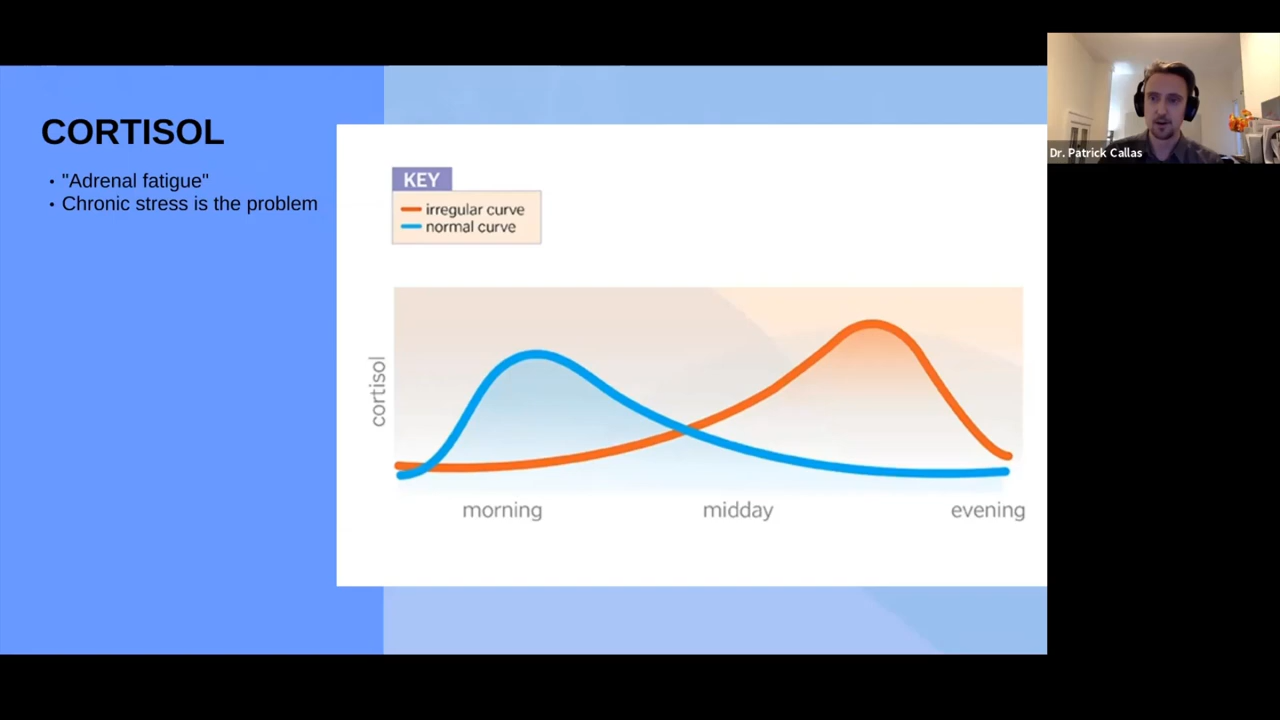 CORTISOL
• "Adrenal fatigue"
• Chronic stress is the problem
KEY
irregular curve
normal curve
cortisol
morning
midday
evening
Dr. Patrick Callas